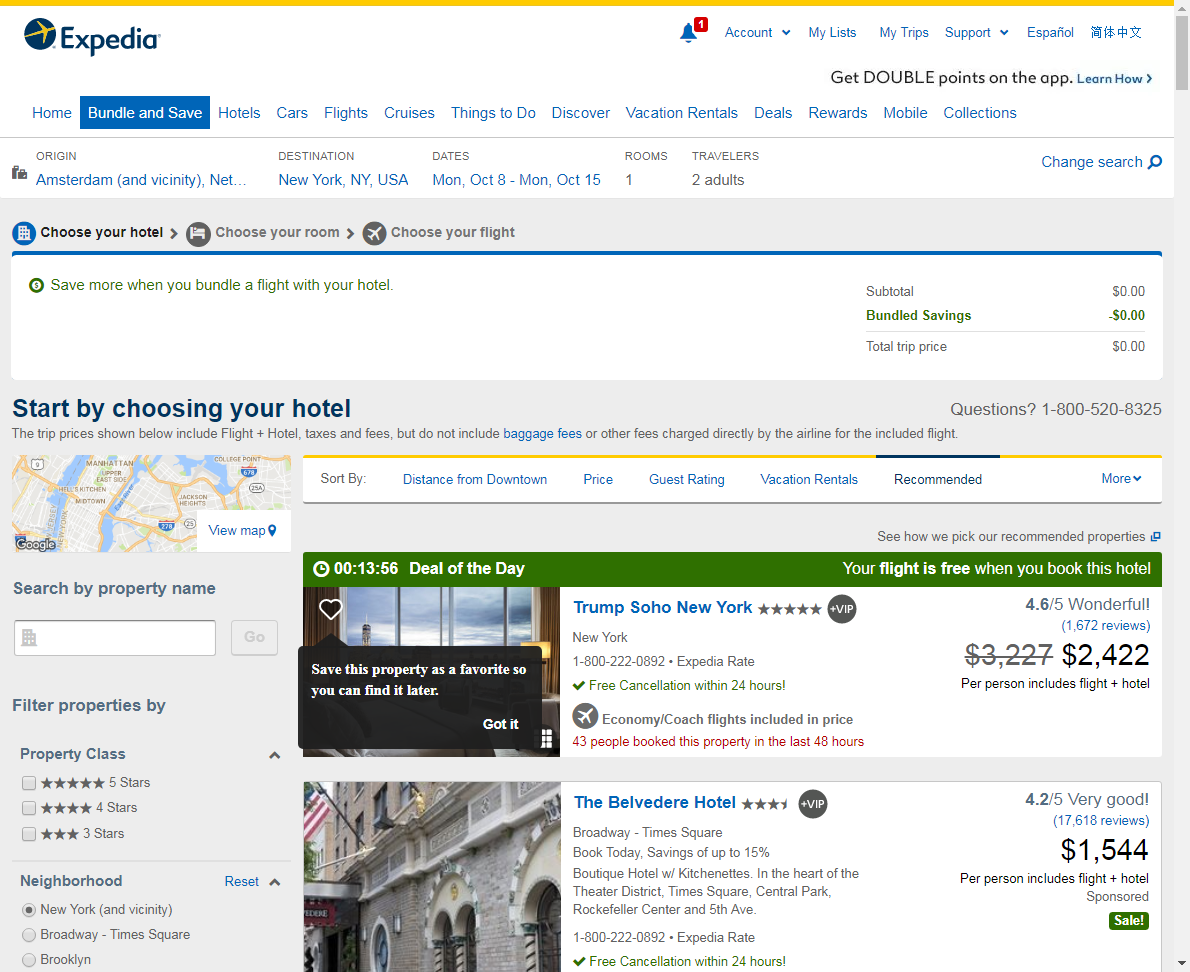 Expedia
1
Account
My Lists
My Trips
Support
Español
简体中文
Get DOUBLE points on the app. Learn How
Home
Bundle and Save
Hotels
Cars
Flights
Cruises
Things to Do
Discover
Vacation Rentals
Deals
Rewards
Mobile
Collections
ORIGIN
Amsterdam (and vicinity), Net...
DESTINATION
New York, NY, USA
DATES
Mon, Oct 8 - Mon, Oct 15
ROOMS
1
TRAVELERS
2 adults
Change search
Choose your hotel
Choose your room
Choose your flight
Save more when you bundle a flight with your hotel.
Subtotal $0.00
Bundled Savings -$0.00
Total trip price $0.00
Start by choosing your hotel
Questions? 1-800-520-8325
The trip prices shown below include Flight + Hotel, taxes and fees, but do not include baggage fees or other fees charged directly by the airline for the included flight.
9
MANHATTAN
COLLEGE POINT
UPPER
EAST SIDE
678
HELL'S KITCHEN
25A
MIDTOWN
JACKSON
HEIGHTS
East River
278
25
Google
View map
Sort By:
Distance from Downtown
Price
Guest Rating
Vacation Rentals
Recommended
More
See how we pick our recommended properties
Search by property name
Go
Filter properties by
Property Class
5 Stars
4 Stars
3 Stars
Neighborhood
Reset
New York (and vicinity)
Broadway - Times Square
Brooklyn
00:13:56 Deal of the Day
Your flight is free when you book this hotel
Save this property as a favorite so
you can find it later.
Got it
Trump Soho New York
+VIP
New York
1-800-222-0892 • Expedia Rate
Free Cancellation within 24 hours!
Economy/Coach flights included in price
43 people booked this property in the last 48 hours
4.6/5 Wonderful!
(1,672 reviews)
$3,227 $2,422
Per person includes flight + hotel
The Belvedere Hotel
+VIP
Broadway - Times Square
Book Today, Savings of up to 15%
Boutique Hotel w/ Kitchenettes. In the heart of the
Theater District, Times Square, Central Park,
Rockefeller Center and 5th Ave.
1-800-222-0892 • Expedia Rate
Free Cancellation within 24 hours!
4.2/5 Very good!
(17,618 reviews)
$1,544
Per person includes flight + hotel
Sponsored
Sale!